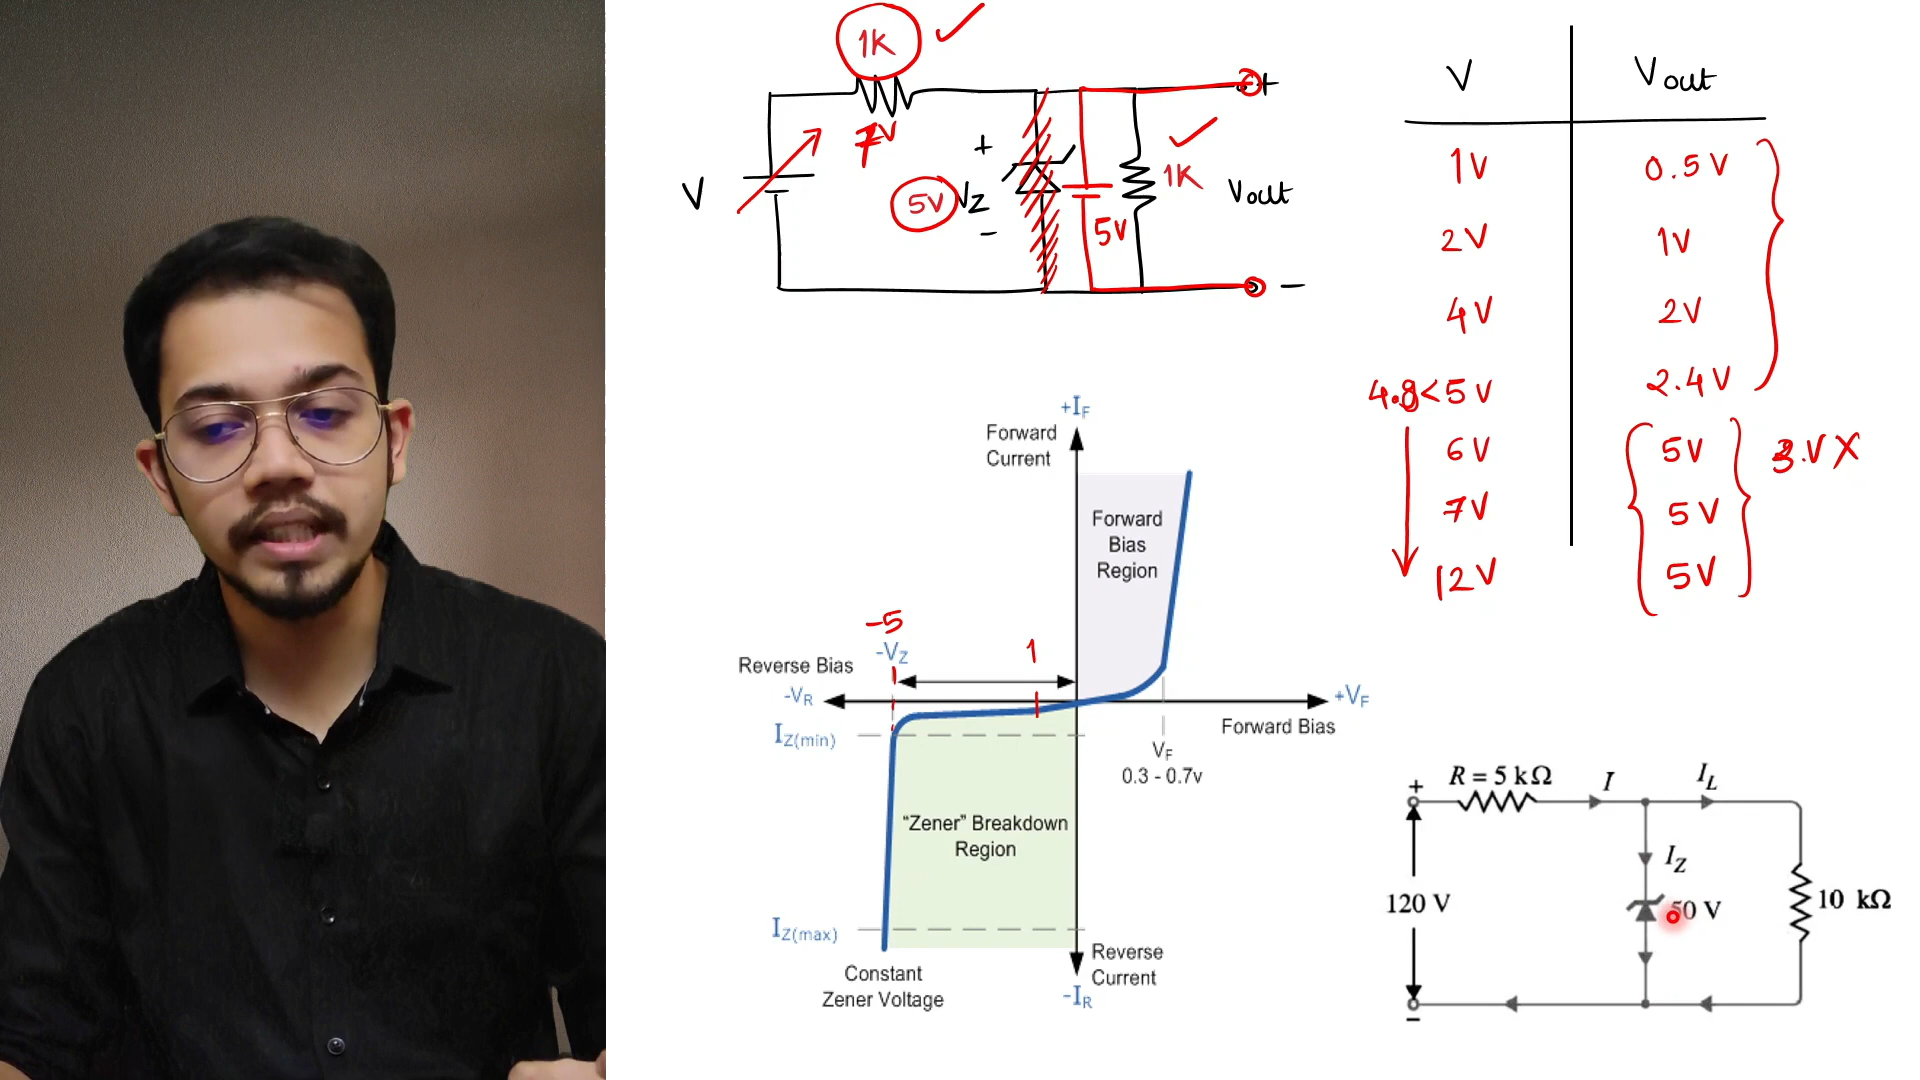 1K
7V
V
+
5V
VZ
-
5V
1K
+
Vout
-
V Vout
1V 0.5V
2V 1V
4V 2V
4.8<5V 2.4V
6V 5V
7V 5V
12V 5V
3.V X
+IF
Forward
Current
Forward
Bias
Region
-5
-VZ
1
Reverse Bias
-VR
+VF
Forward Bias
IZ(min)
VF
0.3 - 0.7v
"Zener" Breakdown
Region
IZ(max)
Reverse
Current
-IR
Constant
Zener Voltage
R = 5 kΩ
I
IL
+
IZ
120 V
50 V
10 kΩ
−